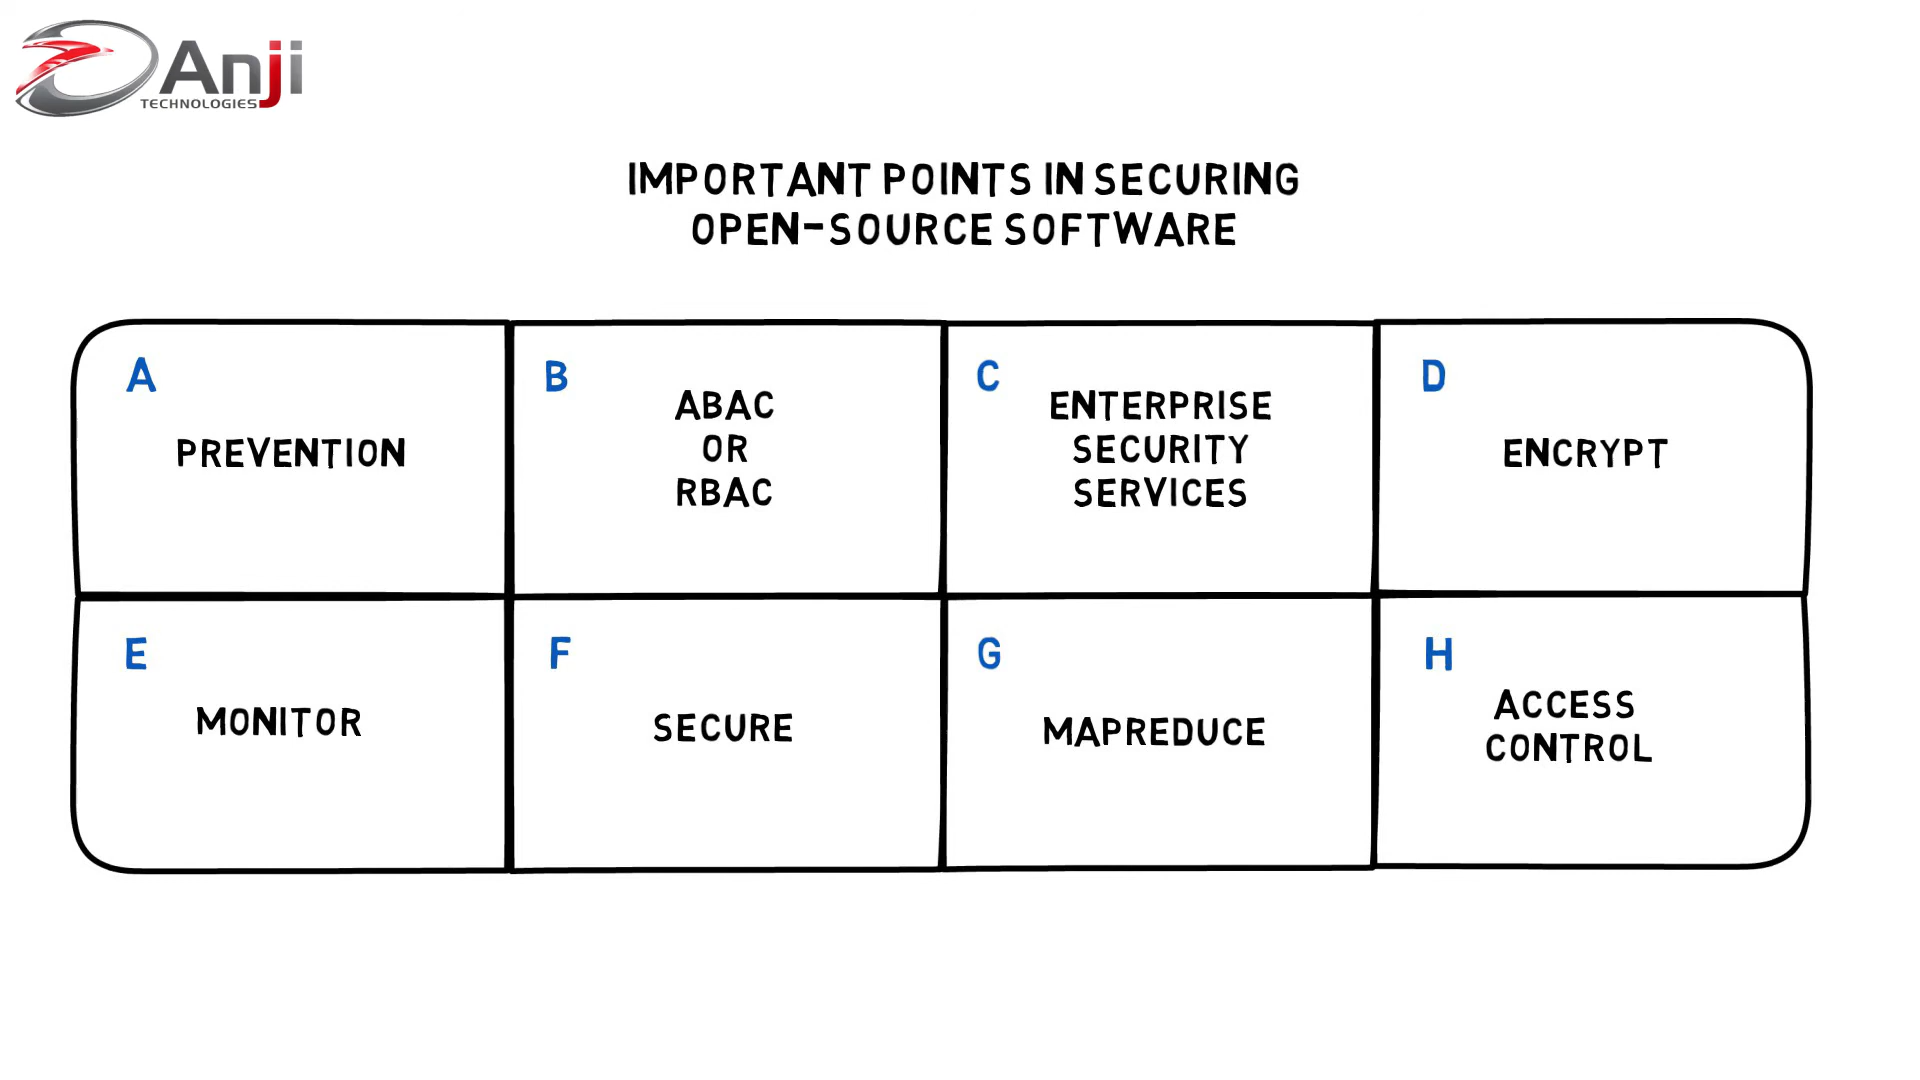 Anji
TECHNOLOGIES
IMPORTANT POINTS IN SECURING
OPEN-SOURCE SOFTWARE
A
PREVENTION
B
ABAC
OR
RBAC
C
ENTERPRISE
SECURITY
SERVICES
D
ENCRYPT
E
MONITOR
F
SECURE
G
MAPREDUCE
H
ACCESS
CONTROL